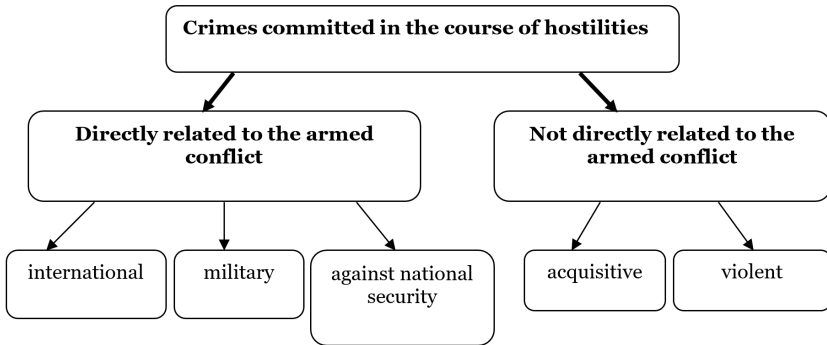 Crimes committed in the course of hostilities
Directly related to the armed
conflict
Not directly related to the
armed conflict
international
military
against national
security
acquisitive
violent